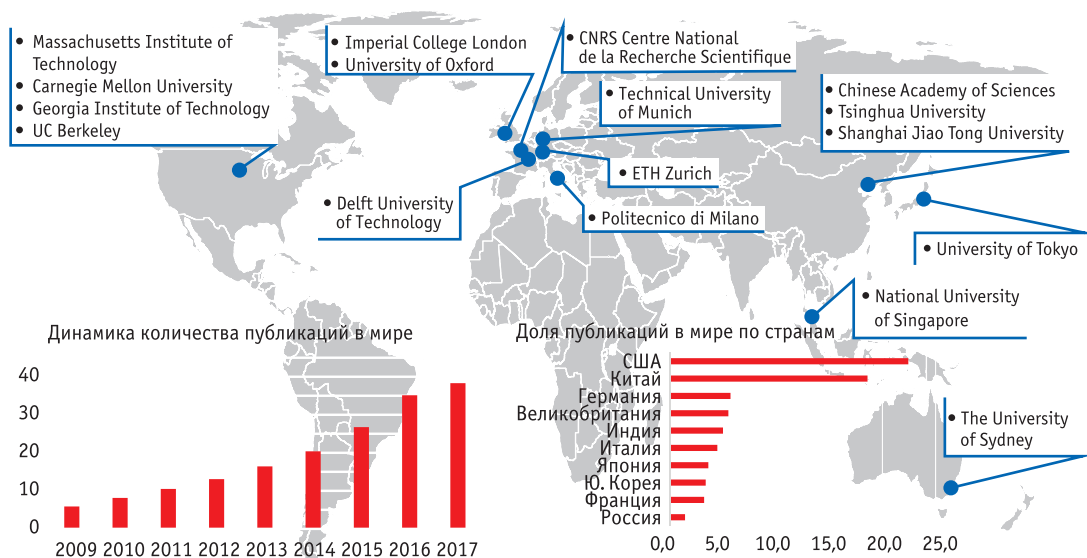 • Massachusetts Institute of
Technology
• Carnegie Mellon University
• Georgia Institute of Technology
• UC Berkeley
• Imperial College London
• University of Oxford
• CNRS Centre National
de la Recherche Scientifique
• Technical University
of Munich
• Chinese Academy of Sciences
• Tsinghua University
• Shanghai Jiao Tong University
• Delft University
of Technology
• ETH Zurich
• Politecnico di Milano
• University of Tokyo
• National University
of Singapore
• The University
of Sydney
Динамика количества публикаций в мире
40
30
20
10
0
2009 2010 2011 2012 2013 2014 2015 2016 2017
Доля публикаций в мире по странам
США
Китай
Германия
Великобритания
Индия
Италия
Япония
Ю. Корея
Франция
Россия
0,0 5,0 10,0 15,0 20,0 25,0